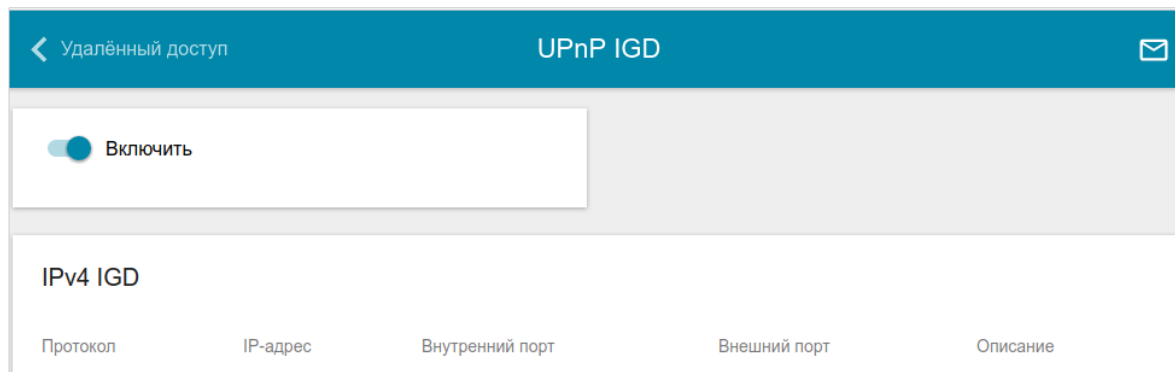 Удалённый доступ UPnP IGD
Включить
IPv4 IGD
Протокол IP-адрес Внутренний порт Внешний порт Описание